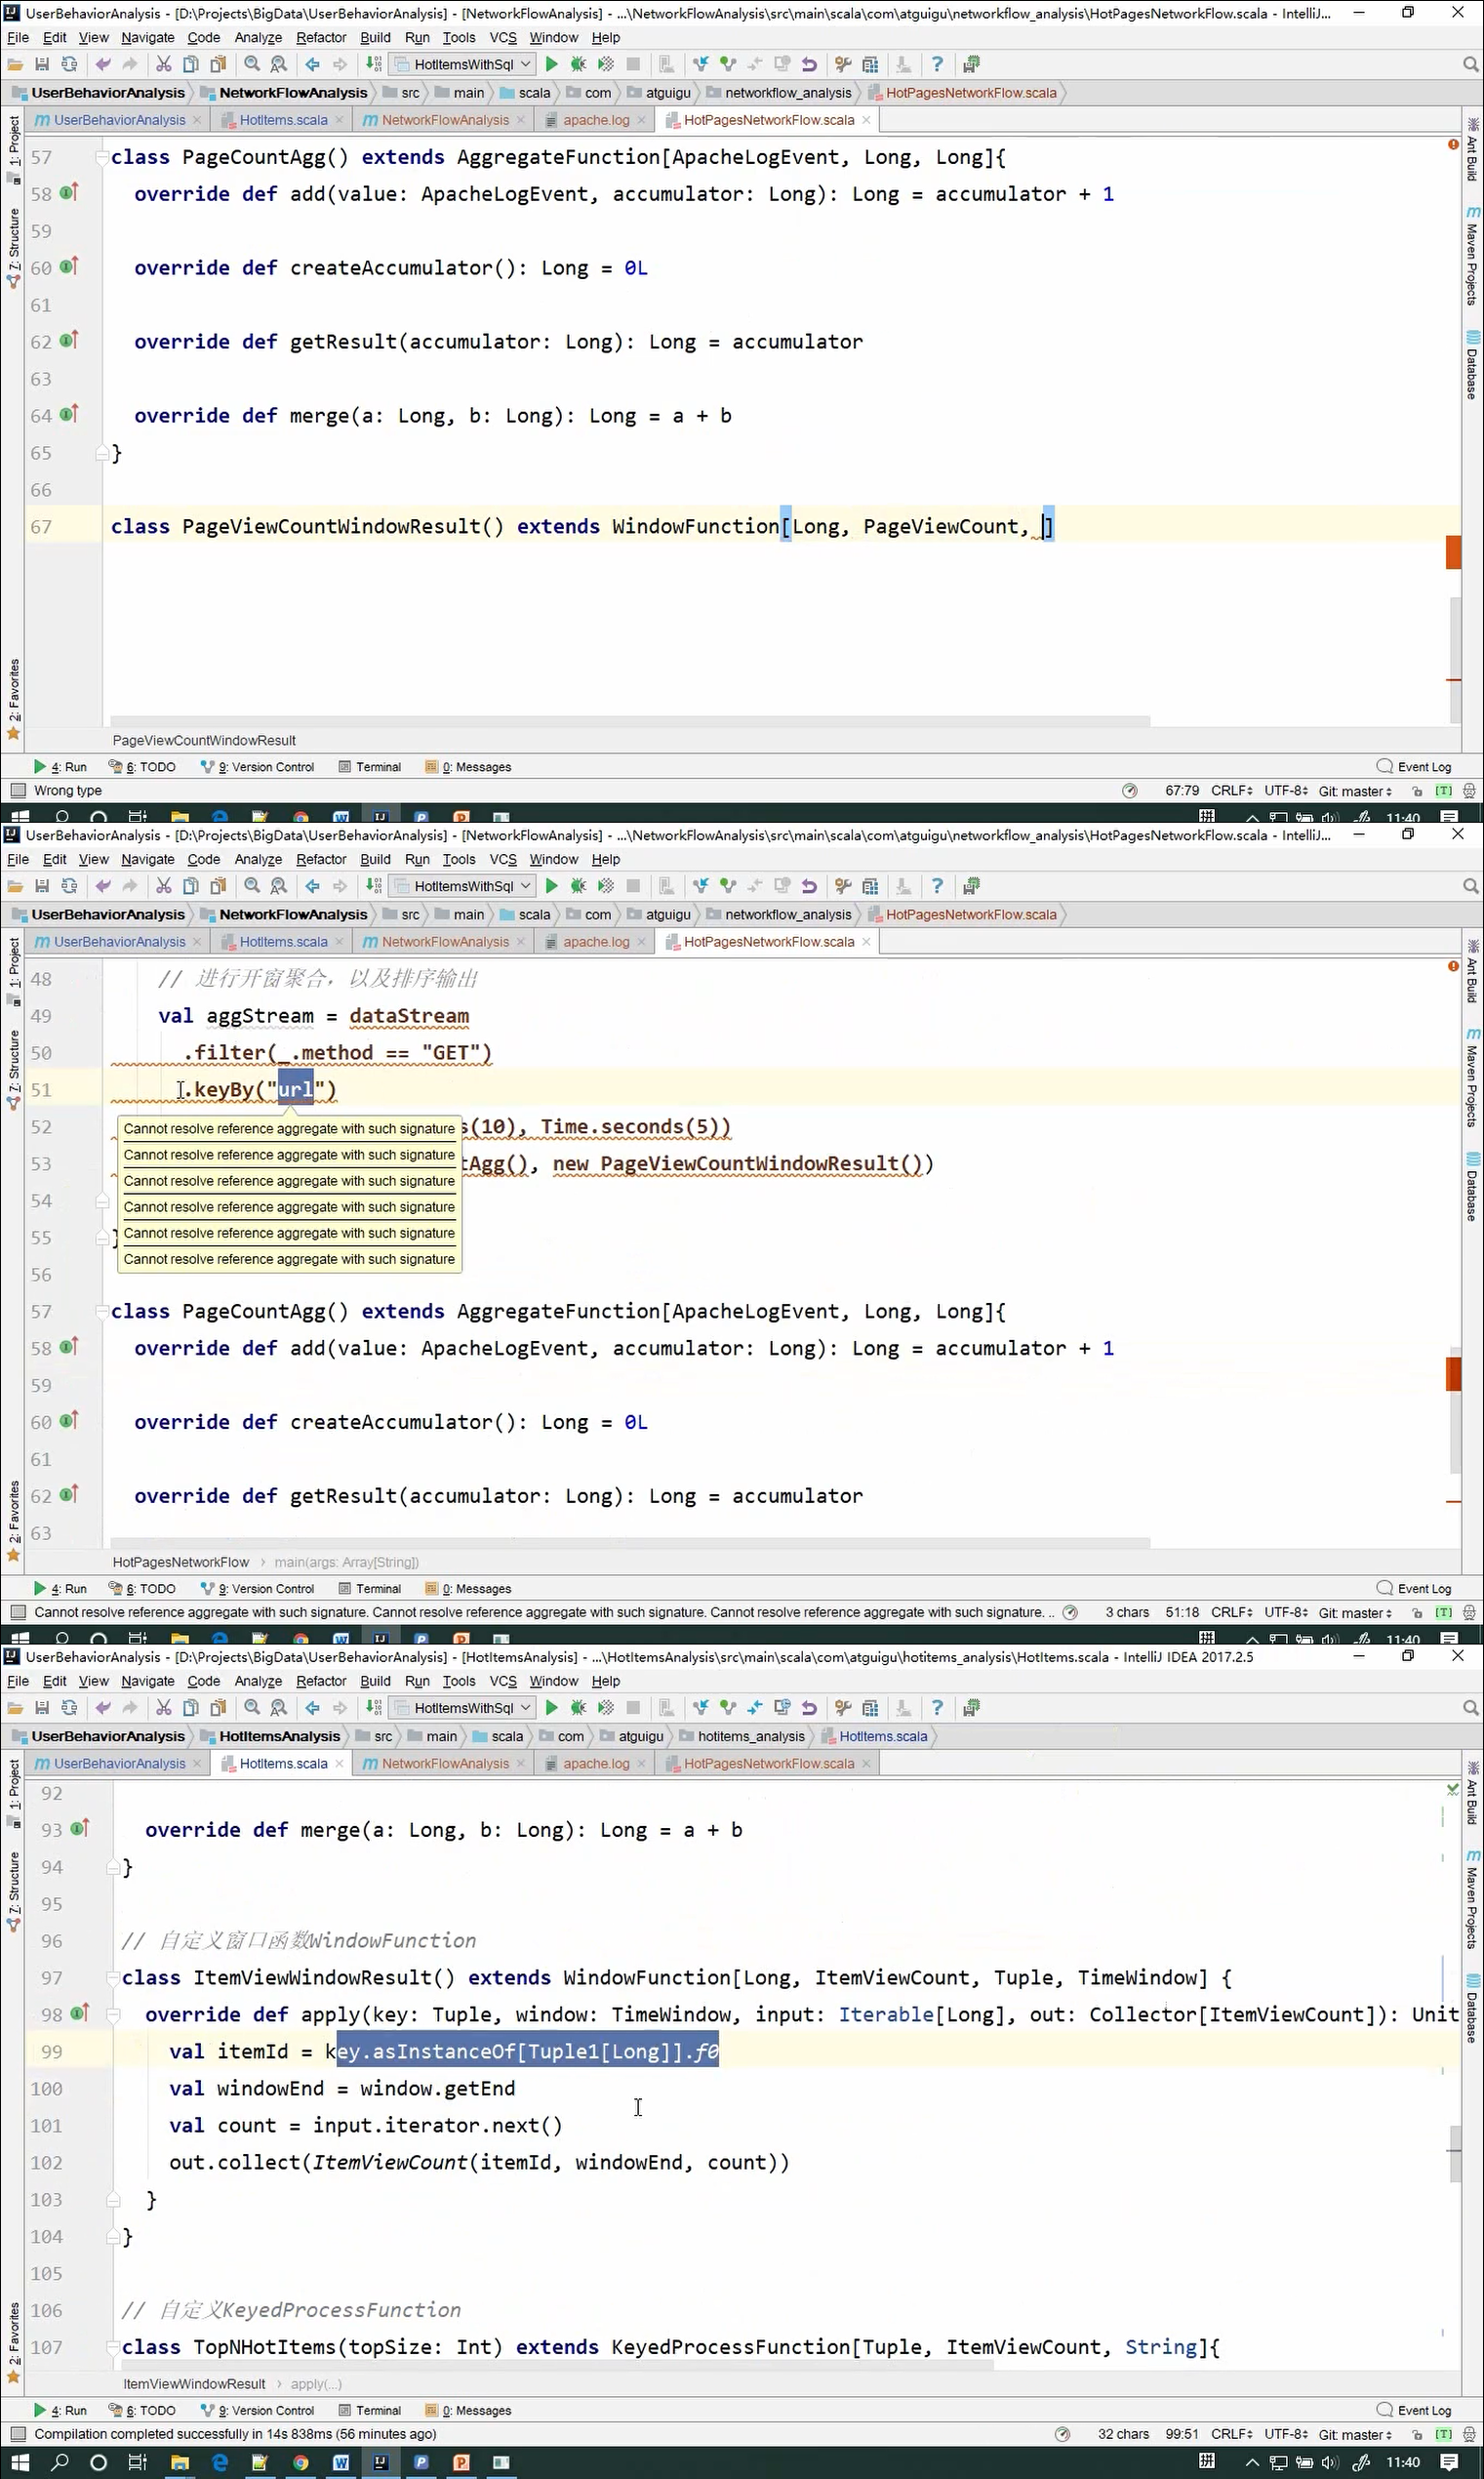 UserBehaviorAnalysis - [D:\Projects\BigData\UserBehaviorAnalysis] - [NetworkFlowAnalysis] - ...\NetworkFlowAnalysis\src\main\scala\com\atguigu\networkflow_analysis\HotPagesNetworkFlow.scala - IntelliJ...
File Edit View Navigate Code Analyze Refactor Build Run Tools VCS Window Help
HotItemsWithSql
UserBehaviorAnalysis NetworkFlowAnalysis src main scala com atguigu networkflow_analysis HotPagesNetworkFlow.scala
UserBehaviorAnalysis HotItems.scala NetworkFlowAnalysis apache.log HotPagesNetworkFlow.scala
1: Project
7: Structure
2: Favorites
Ant Build
Maven Projects
Database
57 class PageCountAgg() extends AggregateFunction[ApacheLogEvent, Long, Long]{
58 override def add(value: ApacheLogEvent, accumulator: Long): Long = accumulator + 1
59
60 override def createAccumulator(): Long = 0L
61
62 override def getResult(accumulator: Long): Long = accumulator
63
64 override def merge(a: Long, b: Long): Long = a + b
65 }
66
67 class PageViewCountWindowResult() extends WindowFunction[Long, PageViewCount, ]
PageViewCountWindowResult
4: Run 6: TODO 9: Version Control Terminal 0: Messages Event Log
Wrong type 67:79 CRLF UTF-8 Git: master [T]
11:40
UserBehaviorAnalysis - [D:\Projects\BigData\UserBehaviorAnalysis] - [NetworkFlowAnalysis] - ...\NetworkFlowAnalysis\src\main\scala\com\atguigu\networkflow_analysis\HotPagesNetworkFlow.scala - IntelliJ...
File Edit View Navigate Code Analyze Refactor Build Run Tools VCS Window Help
HotItemsWithSql
UserBehaviorAnalysis NetworkFlowAnalysis src main scala com atguigu networkflow_analysis HotPagesNetworkFlow.scala
UserBehaviorAnalysis HotItems.scala NetworkFlowAnalysis apache.log HotPagesNetworkFlow.scala
1: Project
7: Structure
2: Favorites
Ant Build
Maven Projects
Database
48 // 进行开窗聚合，以及排序输出
49 val aggStream = dataStream
50 .filter(_.method == "GET")
51 .keyBy("url")
52 s(10), Time.seconds(5))
53 tAgg(), new PageViewCountWindowResult())
54
55 }
Cannot resolve reference aggregate with such signature
Cannot resolve reference aggregate with such signature
Cannot resolve reference aggregate with such signature
Cannot resolve reference aggregate with such signature
Cannot resolve reference aggregate with such signature
Cannot resolve reference aggregate with such signature
56
57 class PageCountAgg() extends AggregateFunction[ApacheLogEvent, Long, Long]{
58 override def add(value: ApacheLogEvent, accumulator: Long): Long = accumulator + 1
59
60 override def createAccumulator(): Long = 0L
61
62 override def getResult(accumulator: Long): Long = accumulator
63
HotPagesNetworkFlow main(args: Array[String])
4: Run 6: TODO 9: Version Control Terminal 0: Messages Event Log
Cannot resolve reference aggregate with such signature. Cannot resolve reference aggregate with such signature. Cannot resolve reference aggregate with such signature. .. 3 chars 51:18 CRLF UTF-8 Git: master [T]
11:40
UserBehaviorAnalysis - [D:\Projects\BigData\UserBehaviorAnalysis] - [HotItemsAnalysis] - ...\HotItemsAnalysis\src\main\scala\com\atguigu\hotitems_analysis\HotItems.scala - IntelliJ IDEA 2017.2.5
File Edit View Navigate Code Analyze Refactor Build Run Tools VCS Window Help
HotItemsWithSql
UserBehaviorAnalysis HotItemsAnalysis src main scala com atguigu hotitems_analysis HotItems.scala
UserBehaviorAnalysis HotItems.scala NetworkFlowAnalysis apache.log HotPagesNetworkFlow.scala
1: Project
7: Structure
2: Favorites
Ant Build
Maven Projects
Database
92
93 override def merge(a: Long, b: Long): Long = a + b
94 }
95
96 // 自定义窗口函数WindowFunction
97 class ItemViewWindowResult() extends WindowFunction[Long, ItemViewCount, Tuple, TimeWindow] {
98 override def apply(key: Tuple, window: TimeWindow, input: Iterable[Long], out: Collector[ItemViewCount]): Unit
99 val itemId = key.asInstanceOf[Tuple1[Long]].f0
100 val windowEnd = window.getEnd
101 val count = input.iterator.next()
102 out.collect(ItemViewCount(itemId, windowEnd, count))
103 }
104 }
105
106 // 自定义KeyedProcessFunction
107 class TopNHotItems(topSize: Int) extends KeyedProcessFunction[Tuple, ItemViewCount, String]{
ItemViewWindowResult apply(...)
4: Run 6: TODO 9: Version Control Terminal 0: Messages Event Log
Compilation completed successfully in 14s 838ms (56 minutes ago) 32 chars 99:51 CRLF UTF-8 Git: master [T]
拼 11:40